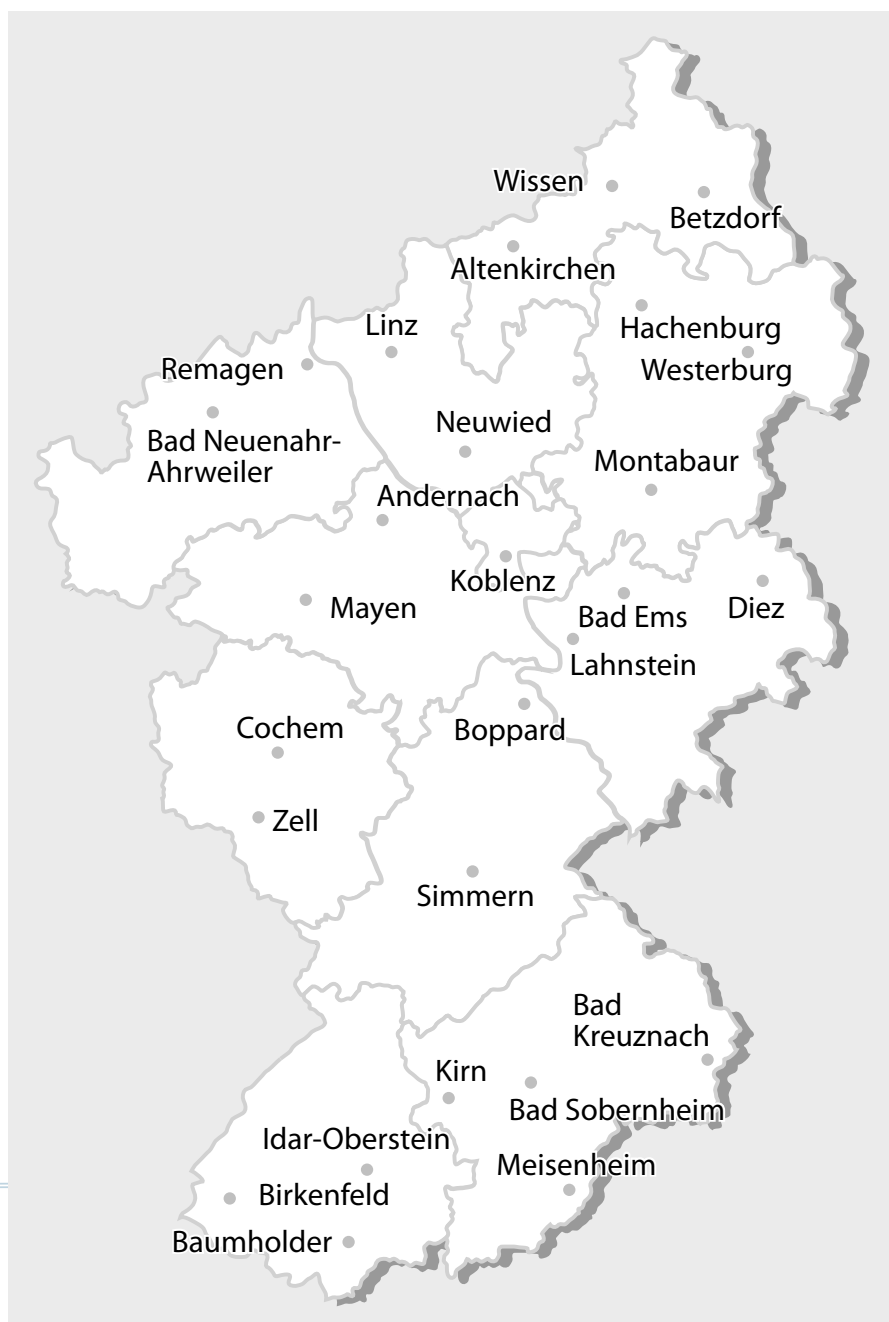 Wissen
Betzdorf
Altenkirchen
Linz
Hachenburg
Remagen
Westerburg
Neuwied
Bad Neuenahr-
Ahrweiler
Montabaur
Andernach
Koblenz
Mayen
Bad Ems
Diez
Lahnstein
Cochem
Boppard
Zell
Simmern
Bad
Kreuznach
Kirn
Bad Sobernheim
Idar-Oberstein
Meisenheim
Birkenfeld
Baumholder